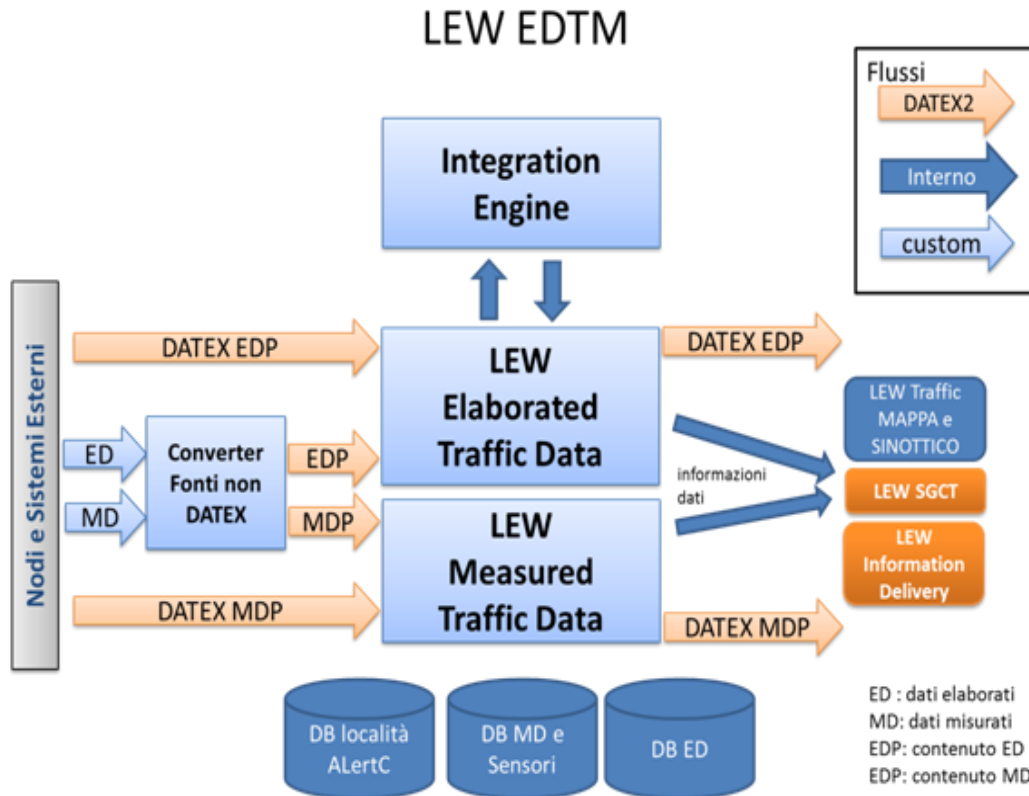 LEW EDTM
Flussi
DATEX2
Interno
custom
Integration
Engine
Nodi e Sistemi Esterni
DATEX EDP
LEW
Elaborated
Traffic Data
DATEX EDP
ED
MD
Converter
Fonti non
DATEX
EDP
MDP
informazioni
dati
LEW Traffic
MAPPA e
SINOTTICO
LEW SGCT
LEW
Information
Delivery
DATEX MDP
LEW
Measured
Traffic Data
DATEX MDP
DB località
ALertC
DB MD e
Sensori
DB ED
ED : dati elaborati
MD: dati misurati
EDP: contenuto ED
EDP: contenuto MD